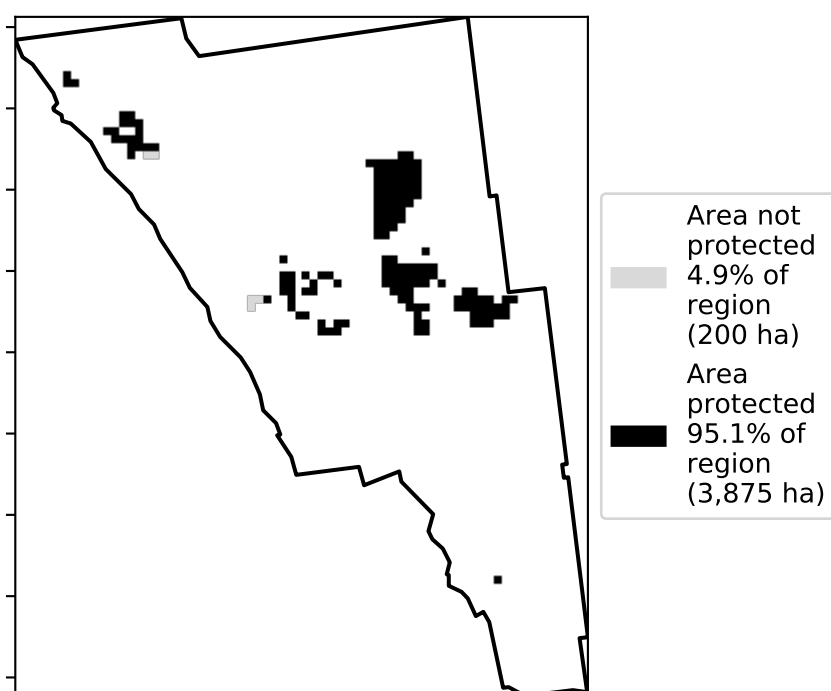 Area not
protected
4.9% of
region
(200 ha)
Area
protected
95.1% of
region
(3,875 ha)